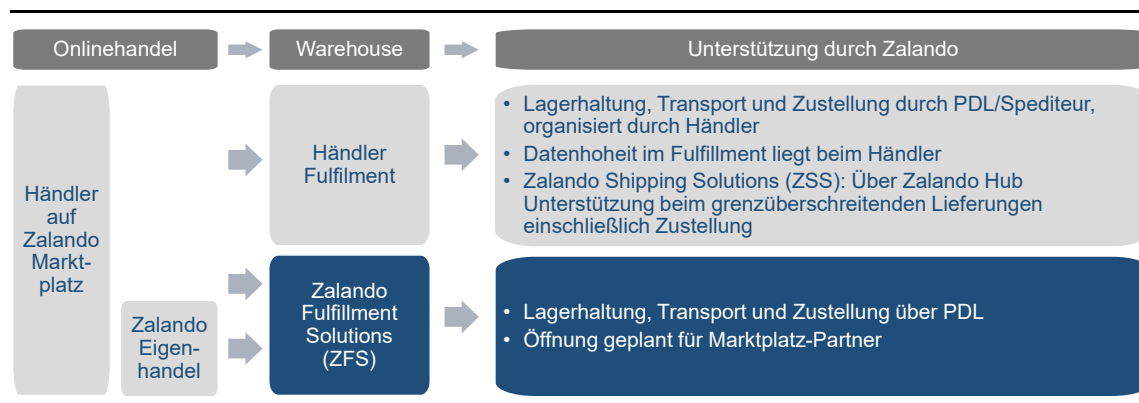 Onlinehandel
Warehouse
Unterstützung durch Zalando
Händler
auf
Zalando
Markt-
platz
Zalando
Eigen-
handel
Händler
Fulfilment
• Lagerhaltung, Transport und Zustellung durch PDL/Spediteur,
organisiert durch Händler
• Datenhoheit im Fulfillment liegt beim Händler
• Zalando Shipping Solutions (ZSS): Über Zalando Hub
Unterstützung beim grenzüberschreitenden Lieferungen
einschließlich Zustellung
Zalando
Fulfillment
Solutions
(ZFS)
• Lagerhaltung, Transport und Zustellung über PDL
• Öffnung geplant für Marktplatz-Partner